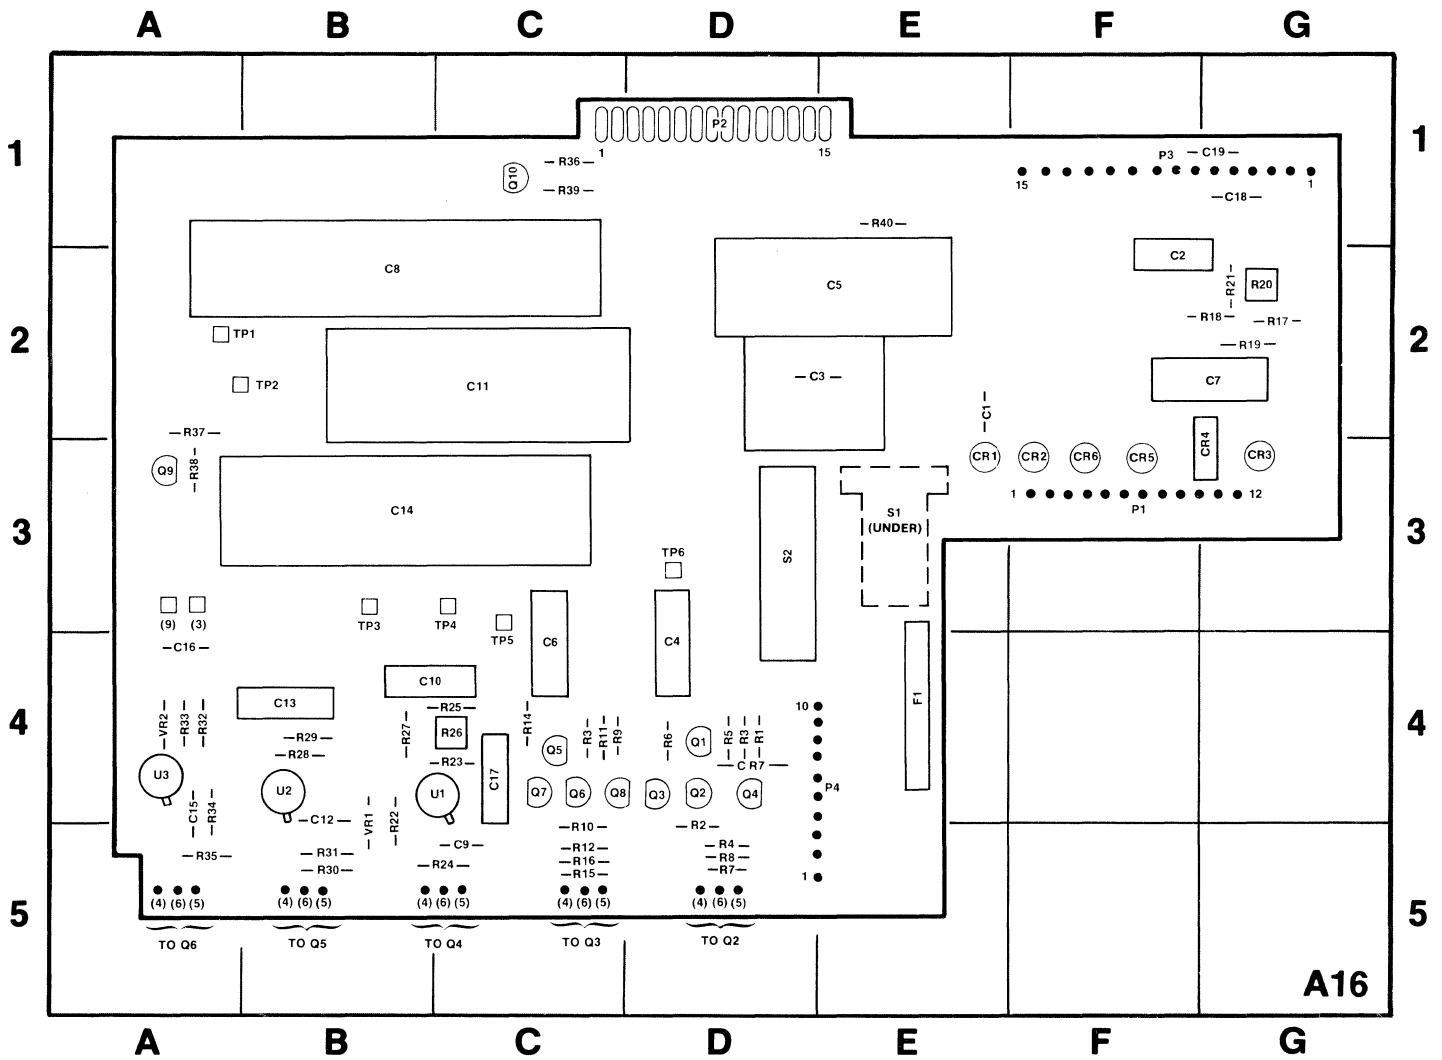 A B C D E F G
1 1
P2
1 15
R36
Q10
R39
P3 C19
15 1
C18
R40
C8
C5
C2
R21
R20
R18
R17
R19
TP1
2 2
TP2
C11
C3
C7
C1
R37
Q9
R38
CR1 CR2 CR6 CR5 CR4 CR3
1 12
P1
C14
S1
(UNDER)
3 3
S2
TP6
(9) (3)
TP3 TP4 TP5
C6
C4
C16
C10
C13
F1
4 4
VR2 R33 R32
R29
R28
R27
R25
R26
R23
R14
C17
Q5
R3 R11 R9
R6
Q1
R5 R3 R1
C R7
10
P4
U3 U2 U1
Q7 Q6 Q8 Q3 Q2 Q4
C15 R34
C12
VR1 R22
R10
R2
R35
R31
R30
C9
R24
R12
R16
R15
R4
R8
R7
1
(4) (6) (5) (4) (6) (5) (4) (6) (5) (4) (6) (5) (4) (6) (5)
5 5
TO Q6 TO Q5 TO Q4 TO Q3 TO Q2
A16
A B C D E F G